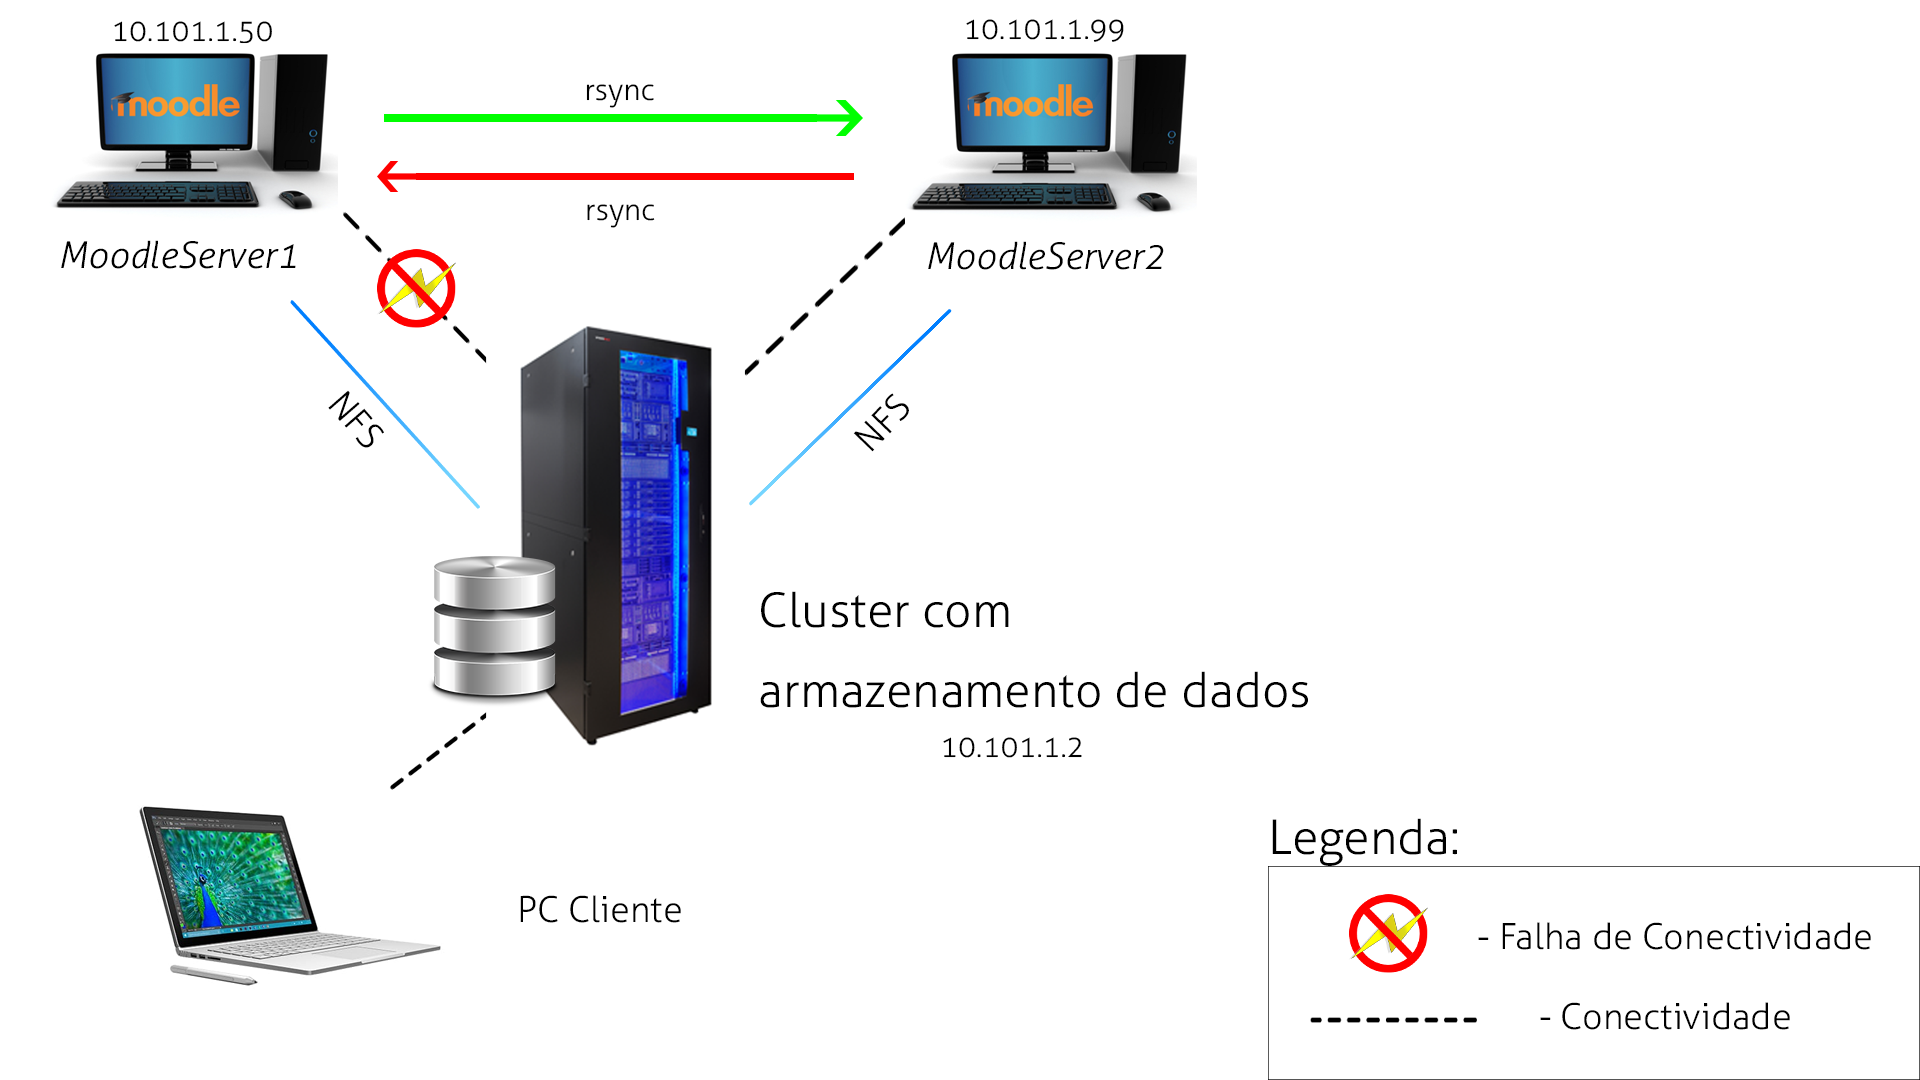 10.101.1.50
10.101.1.99
moodle
moodle
rsync
rsync
MoodleServer1
MoodleServer2
NFS
NFS
Cluster com
armazenamento de dados
10.101.1.2
PC Cliente
Legenda:
- Falha de Conectividade
- Conectividade